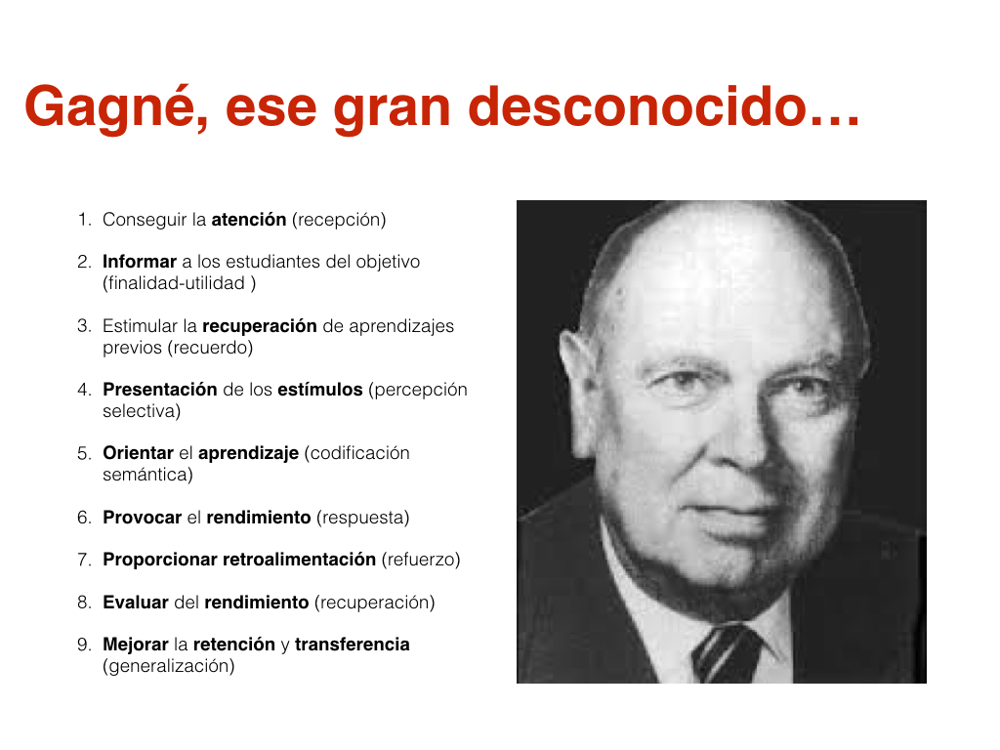 Gagné, ese gran desconocido…
1. Conseguir la atención (recepción)
2. Informar a los estudiantes del objetivo
(finalidad-utilidad )
3. Estimular la recuperación de aprendizajes
previos (recuerdo)
4. Presentación de los estímulos (percepción
selectiva)
5. Orientar el aprendizaje (codificación
semántica)
6. Provocar el rendimiento (respuesta)
7. Proporcionar retroalimentación (refuerzo)
8. Evaluar del rendimiento (recuperación)
9. Mejorar la retención y transferencia
(generalización)